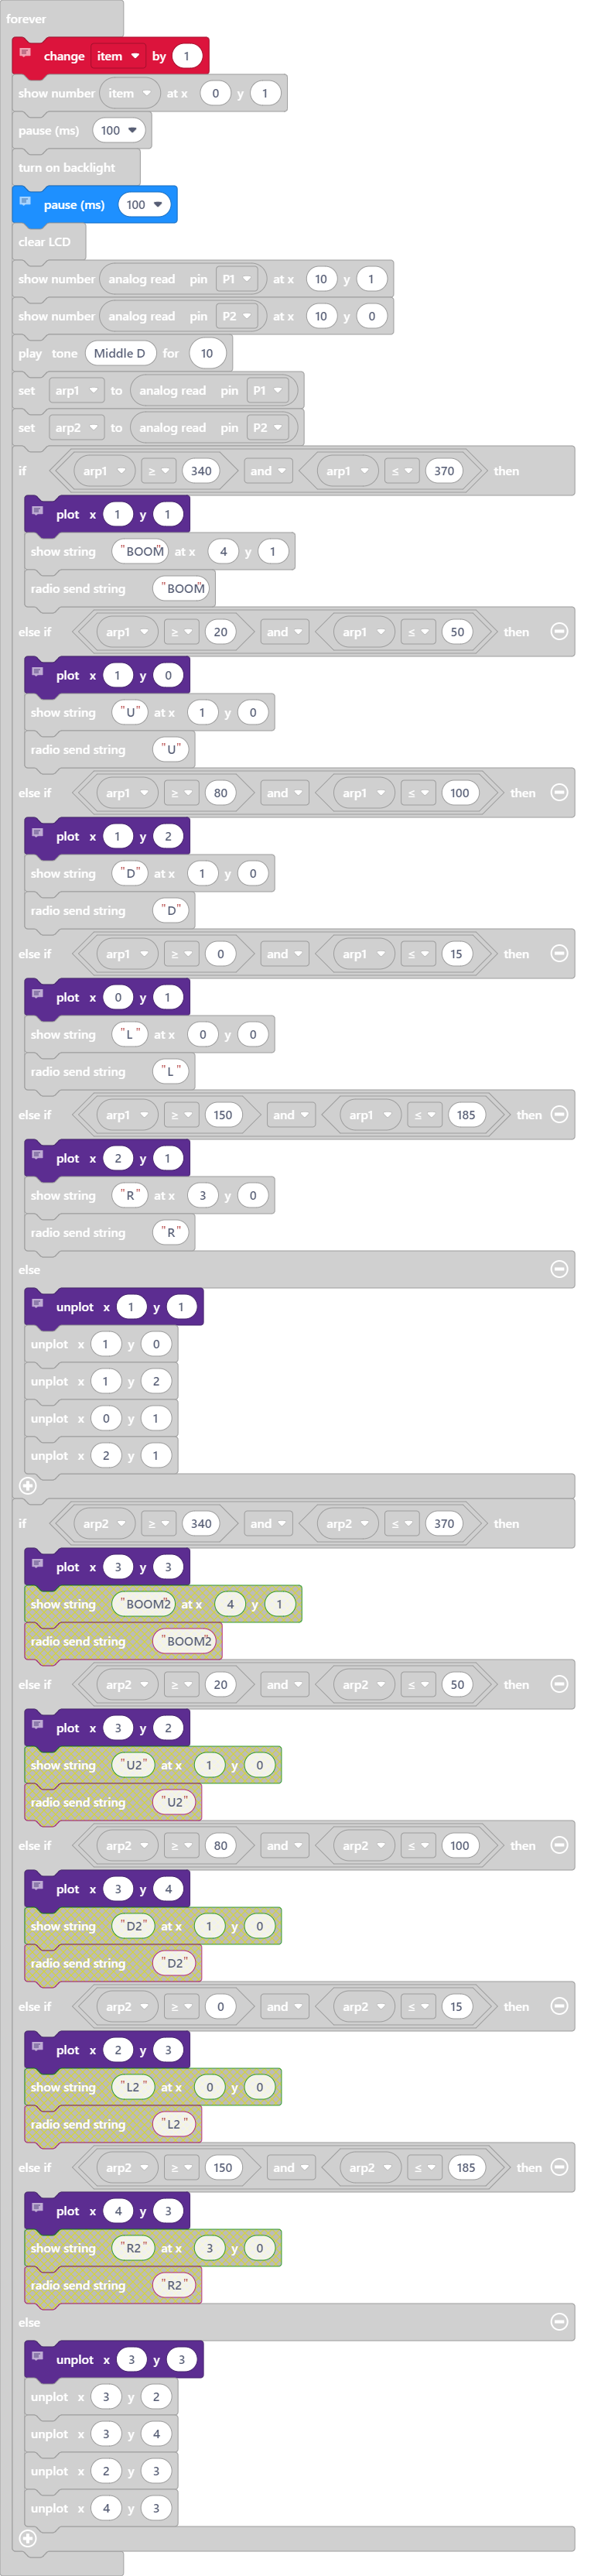 forever
change item by 1
show number item at x 0 y 1
pause (ms) 100
turn on backlight
pause (ms) 100
clear LCD
show number analog read pin P1 at x 10 y 1
show number analog read pin P2 at x 10 y 0
play tone Middle D for 10
set arp1 to analog read pin P1
set arp2 to analog read pin P2
if arp1 ≥ 340 and arp1 ≤ 370 then
plot x 1 y 1
show string "BOOM" at x 4 y 1
radio send string "BOOM"
else if arp1 ≥ 20 and arp1 ≤ 50 then
plot x 1 y 0
show string "U" at x 1 y 0
radio send string "U"
else if arp1 ≥ 80 and arp1 ≤ 100 then
plot x 1 y 2
show string "D" at x 1 y 0
radio send string "D"
else if arp1 ≥ 0 and arp1 ≤ 15 then
plot x 0 y 1
show string "L" at x 0 y 0
radio send string "L"
else if arp1 ≥ 150 and arp1 ≤ 185 then
plot x 2 y 1
show string "R" at x 3 y 0
radio send string "R"
else
unplot x 1 y 1
unplot x 1 y 0
unplot x 1 y 2
unplot x 0 y 1
unplot x 2 y 1
if arp2 ≥ 340 and arp2 ≤ 370 then
plot x 3 y 3
show string "BOOM2" at x 4 y 1
radio send string "BOOM2"
else if arp2 ≥ 20 and arp2 ≤ 50 then
plot x 3 y 2
show string "U2" at x 1 y 0
radio send string "U2"
else if arp2 ≥ 80 and arp2 ≤ 100 then
plot x 3 y 4
show string "D2" at x 1 y 0
radio send string "D2"
else if arp2 ≥ 0 and arp2 ≤ 15 then
plot x 2 y 3
show string "L2" at x 0 y 0
radio send string "L2"
else if arp2 ≥ 150 and arp2 ≤ 185 then
plot x 4 y 3
show string "R2" at x 3 y 0
radio send string "R2"
else
unplot x 3 y 3
unplot x 3 y 2
unplot x 3 y 4
unplot x 2 y 3
unplot x 4 y 3